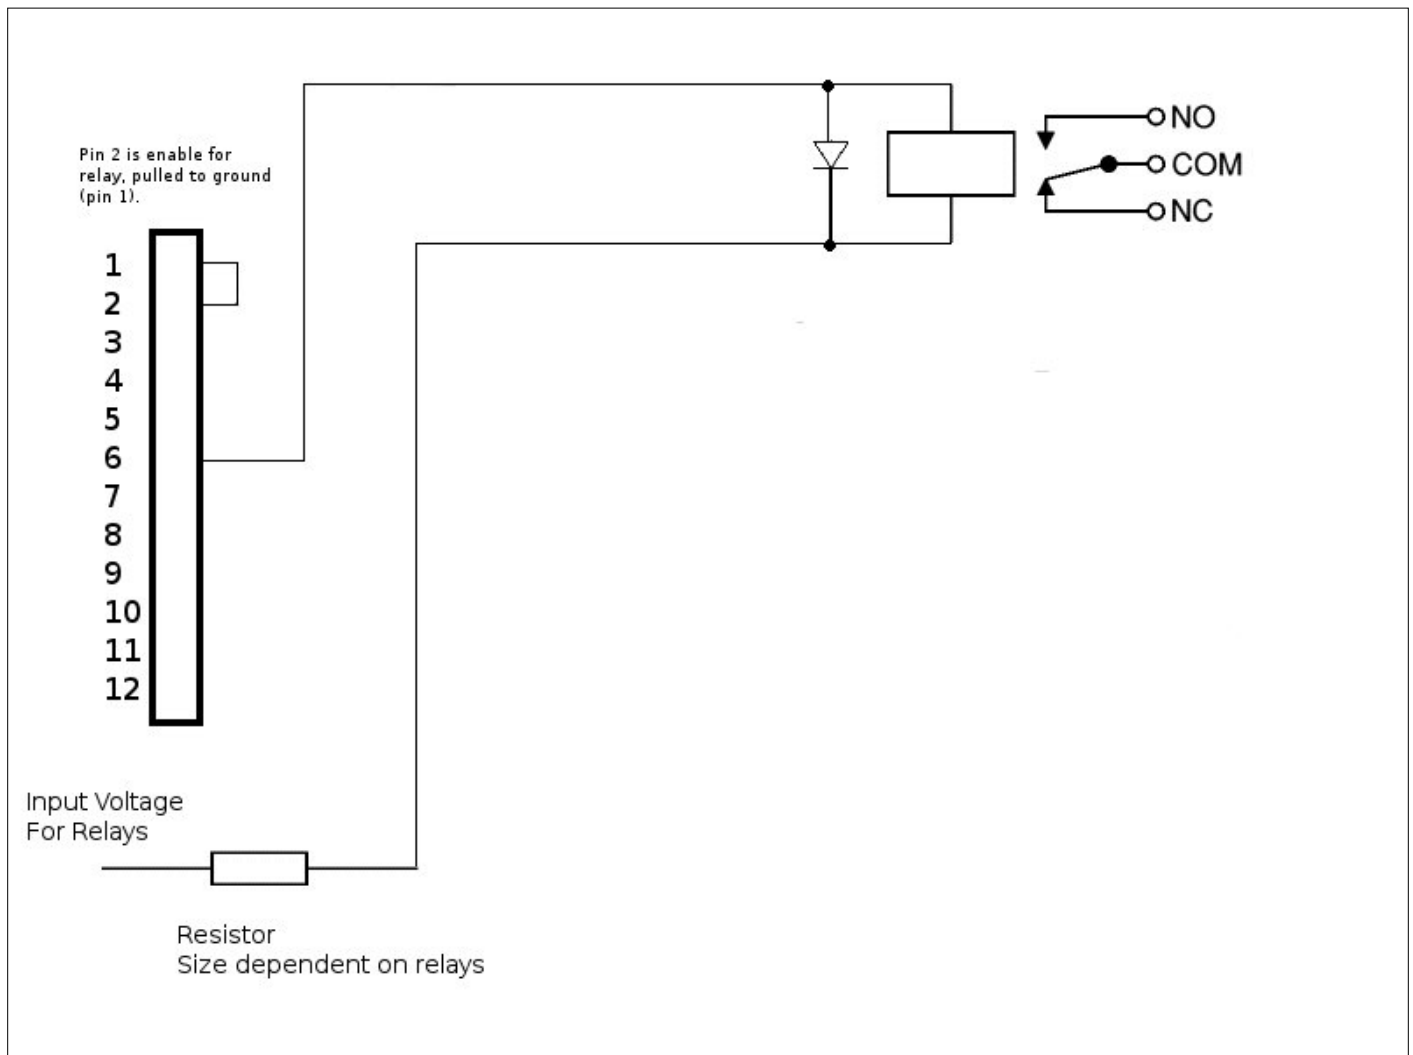 NO
Pin 2 is enable for
relay, pulled to ground
(pin 1).
COM
NC
1
2
3
4
5
6
7
8
9
10
11
12
Input Voltage
For Relays
Resistor
Size dependent on relays